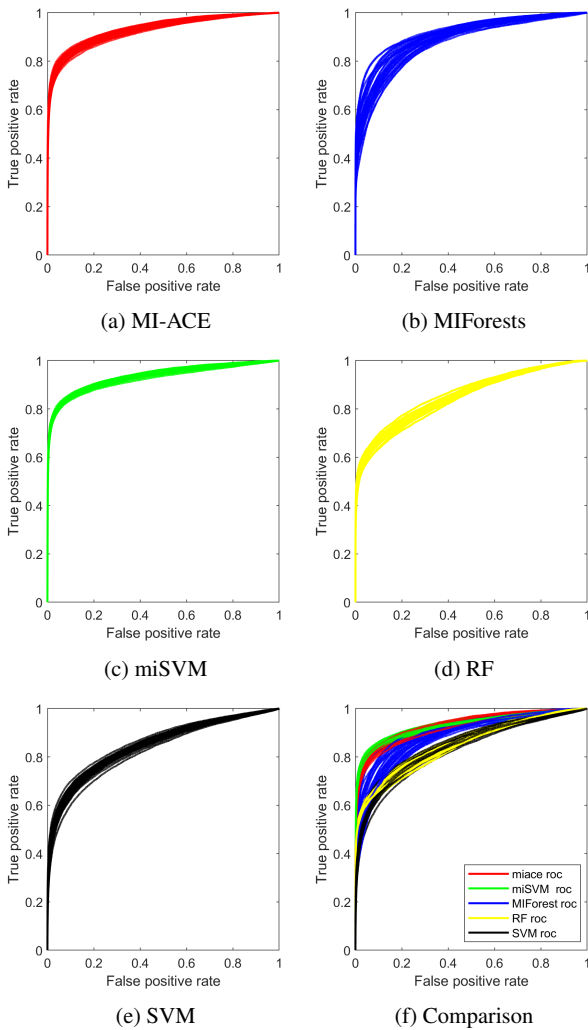 1
0.8
0.6
0.4
0.2
0
True positive rate
0 0.2 0.4 0.6 0.8 1
False positive rate
(a) MI-ACE
1
0.8
0.6
0.4
0.2
0
True positive rate
0 0.2 0.4 0.6 0.8 1
False positive rate
(b) MIForests
1
0.8
0.6
0.4
0.2
0
True positive rate
0 0.2 0.4 0.6 0.8 1
False positive rate
(c) miSVM
1
0.8
0.6
0.4
0.2
0
True positive rate
0 0.2 0.4 0.6 0.8 1
False positive rate
(d) RF
1
0.8
0.6
0.4
0.2
0
True positive rate
0 0.2 0.4 0.6 0.8 1
False positive rate
(e) SVM
1
0.8
0.6
0.4
0.2
0
True positive rate
miace roc
miSVM roc
MIForest roc
RF roc
SVM roc
0 0.2 0.4 0.6 0.8 1
False positive rate
(f) Comparison